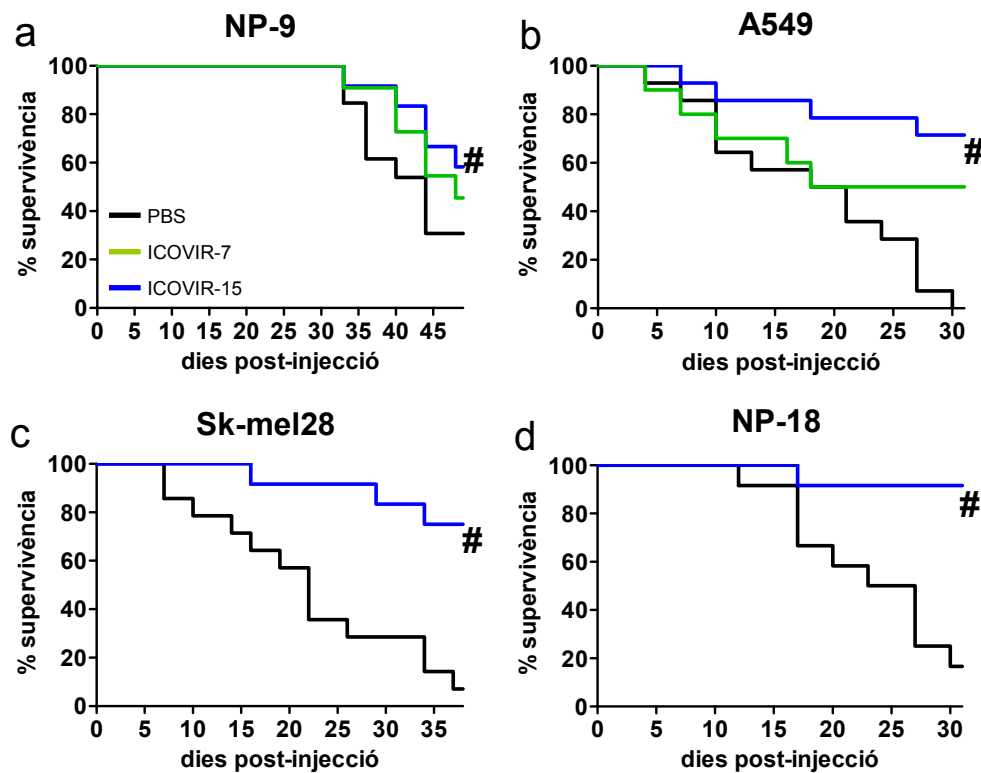 a
NP-9
% supervivència
100
80
60
40
20
0
#
PBS
ICOVIR-7
ICOVIR-15
0 5 10 15 20 25 30 35 40 45
dies post-injecció
b
A549
% supervivència
100
80
60
40
20
0
#
0 5 10 15 20 25 30
dies post-injecció
c
Sk-mel28
% supervivència
100
80
60
40
20
0
#
0 5 10 15 20 25 30 35
dies post-injecció
d
NP-18
% supervivència
100
80
60
40
20
0
#
0 5 10 15 20 25 30
dies post-injecció